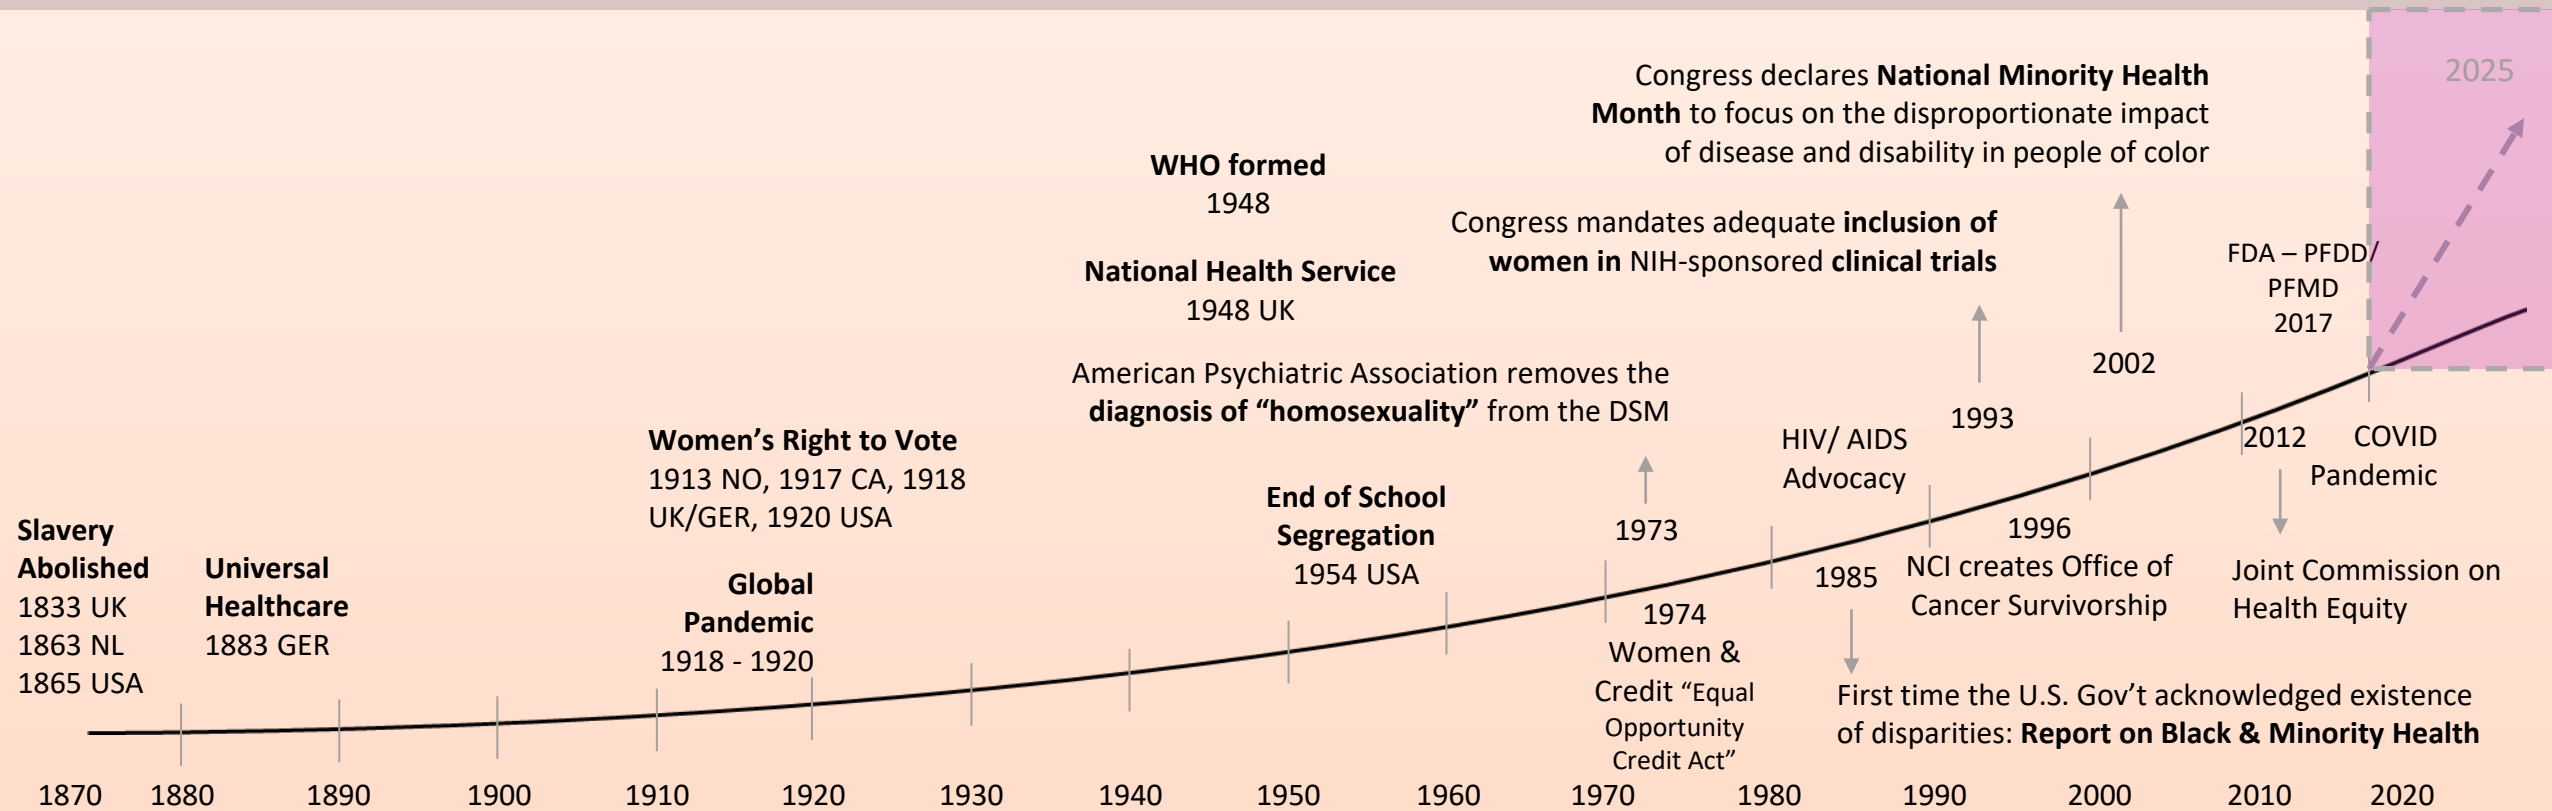 Slavery
Abolished
1833 UK
1863 NL
1865 USA
Universal
Healthcare
1883 GER
Women’s Right to Vote
1913 NO, 1917 CA, 1918
UK/GER, 1920 USA
Global
Pandemic
1918 - 1920
WHO formed
1948
National Health Service
1948 UK
End of School
Segregation
1954 USA
American Psychiatric Association removes the
diagnosis of “homosexuality” from the DSM
1973
1974
Women &
Credit “Equal
Opportunity
Credit Act”
HIV/ AIDS
Advocacy
1985
First time the U.S. Gov’t acknowledged existence
of disparities: Report on Black & Minority Health
Congress mandates adequate inclusion of
women in NIH-sponsored clinical trials
1993
1996
NCI creates Office of
Cancer Survivorship
Congress declares National Minority Health
Month to focus on the disproportionate impact
of disease and disability in people of color
2002
2012
Joint Commission on
Health Equity
FDA – PFDD/
PFMD
2017
COVID
Pandemic
2025
1870 1880 1890 1900 1910 1920 1930 1940 1950 1960 1970 1980 1990 2000 2010 2020